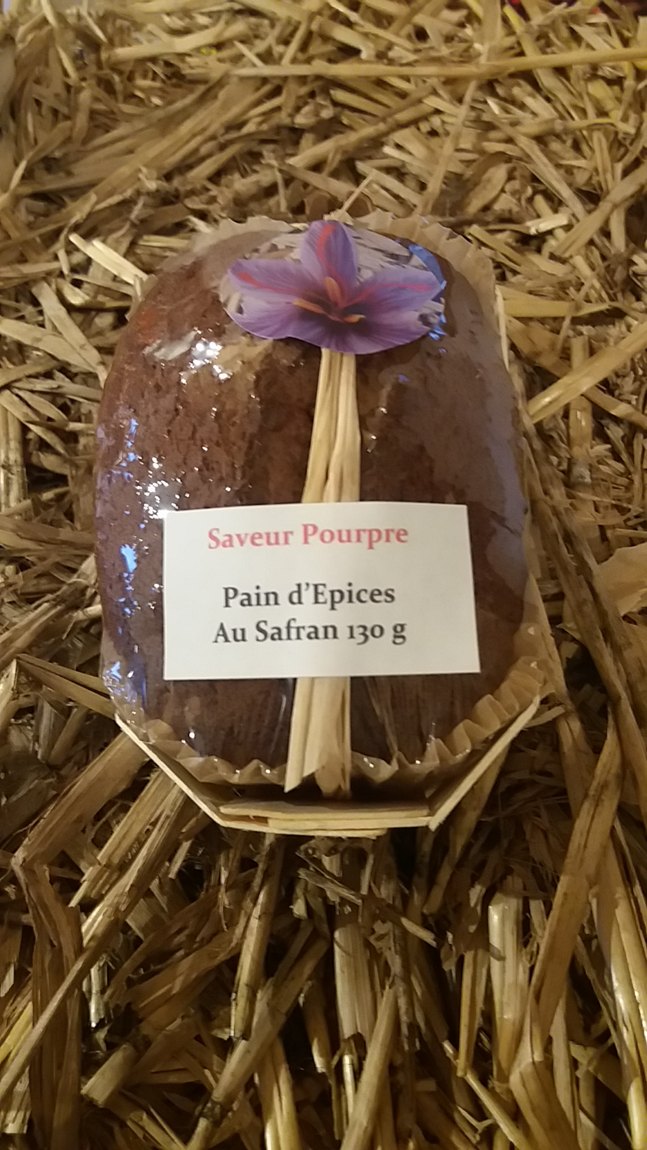 Saveur Pourpre
Pain d’Epices
Au Safran 130 g